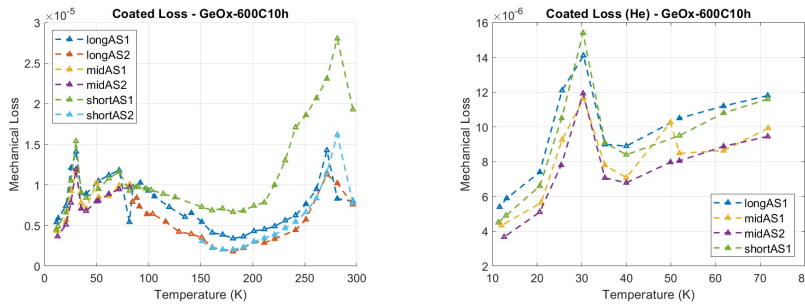 Coated Loss - GeOx-600C10h
×10⁻⁵
3
2.5
2
1.5
1
0.5
0
Mechanical Loss
longAS1
longAS2
midAS1
midAS2
shortAS1
shortAS2
0 50 100 150 200 250 300
Temperature (K)
Coated Loss (He) - GeOx-600C10h
×10⁻⁶
16
14
12
10
8
6
4
2
Mechanical Loss
longAS1
midAS1
midAS2
shortAS1
10 20 30 40 50 60 70 80
Temperature (K)